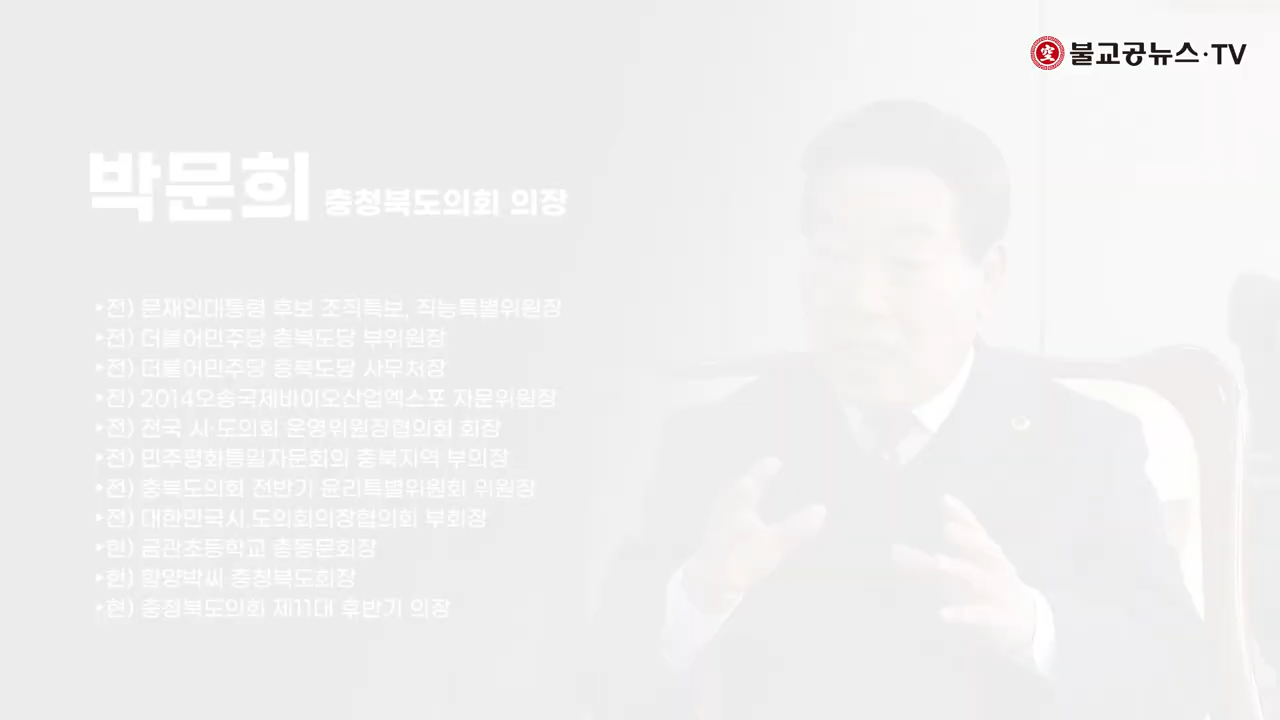 空 불교공뉴스·TV
박문희 충청북도의회 의장
▸전) 문재인대통령 후보 조직특보, 직능특별위원장
▸전) 더불어민주당 충북도당 부위원장
▸전) 더불어민주당 충북도당 사무처장
▸전) 2014오송국제바이오산업엑스포 자문위원장
▸전) 전국 시·도의회 운영위원장협의회 회장
▸전) 민주평화통일자문회의 충북지역 부의장
▸전) 충북도의회 전반기 윤리특별위원회 위원장
▸전) 대한민국시.도의회의장협의회 부회장
▸현) 금관초등학교 총동문회장
▸현) 함양박씨 충청북도회장
▸현) 충청북도의회 제11대 후반기 의장